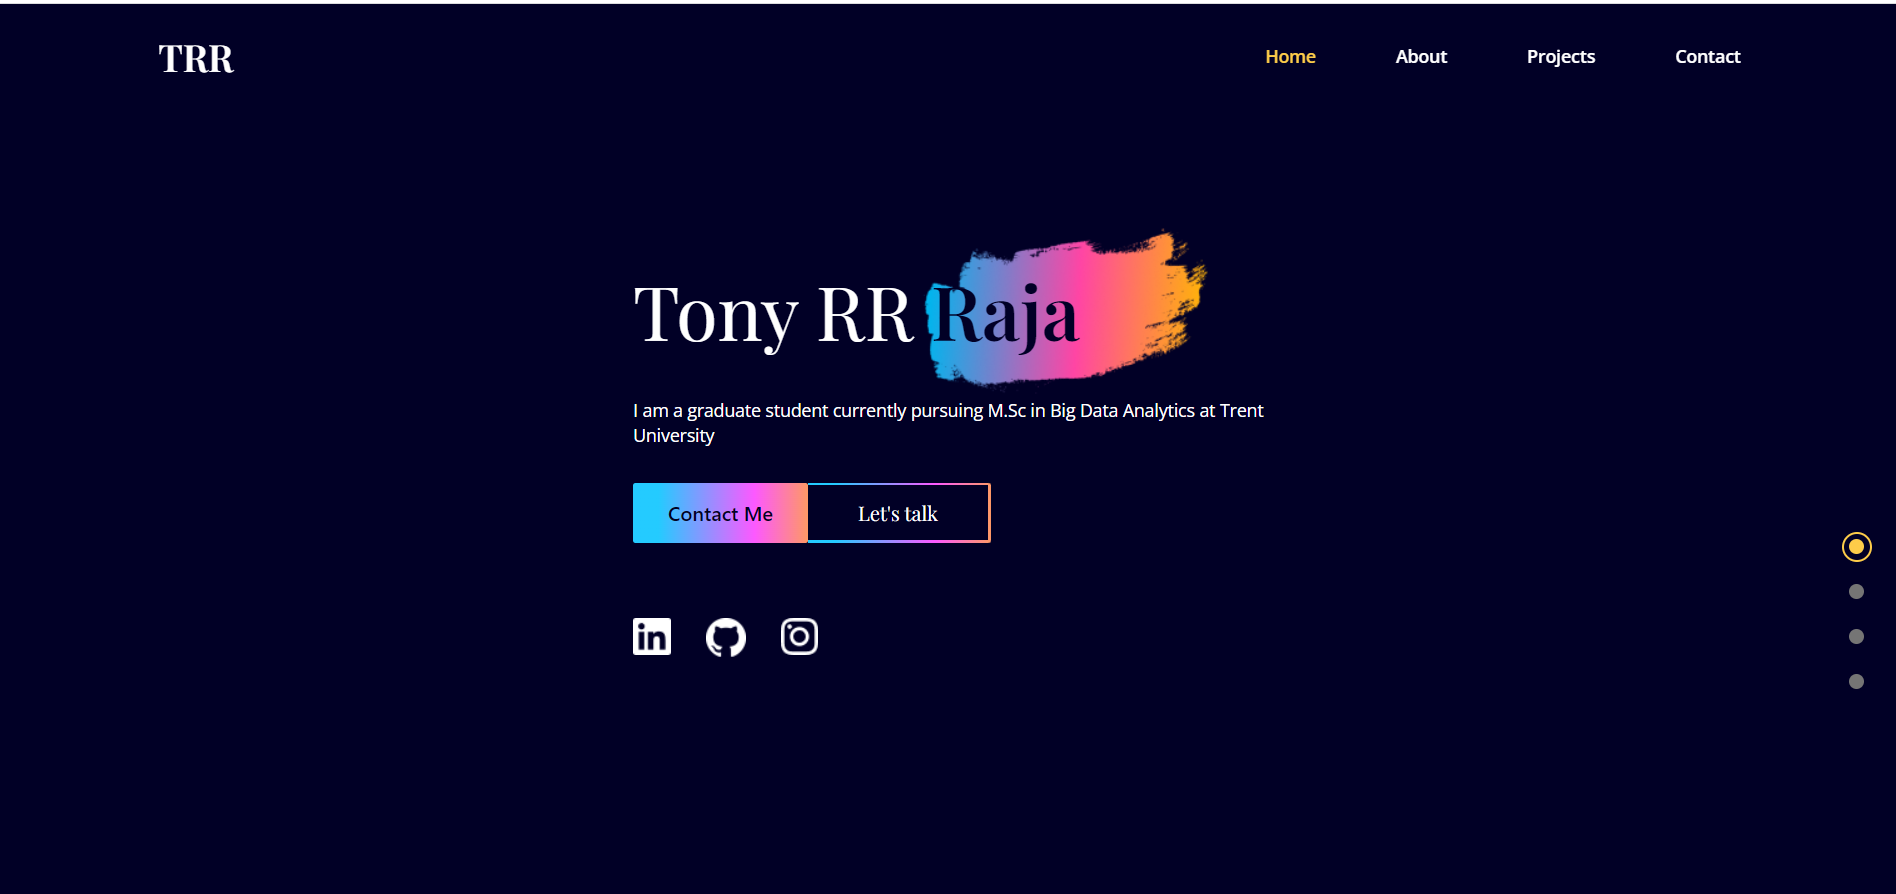 TRR
Home About Projects Contact
Tony RR Raja
I am a graduate student currently pursuing M.Sc in Big Data Analytics at Trent
University
Contact Me Let's talk
in